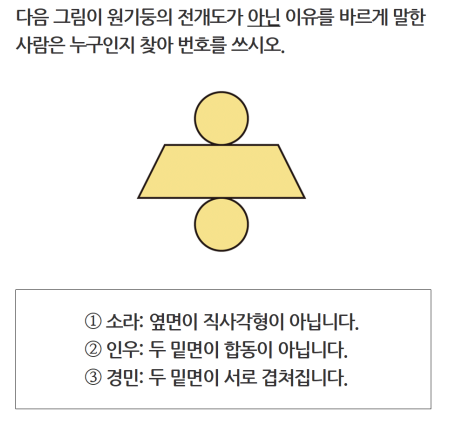 다음 그림이 원기둥의 전개도가 아닌 이유를 바르게 말한
사람은 누구인지 찾아 번호를 쓰시오.
① 소라: 옆면이 직사각형이 아닙니다.
② 인우: 두 밑면이 합동이 아닙니다.
③ 경민: 두 밑면이 서로 겹쳐집니다.